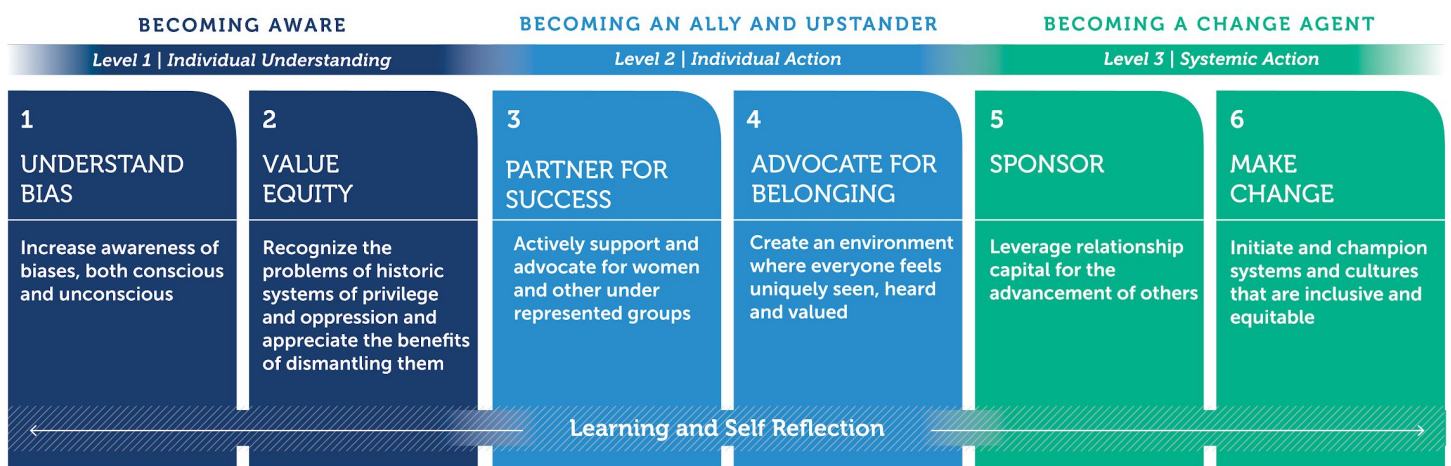 BECOMING AWARE
Level 1 | Individual Understanding
1
UNDERSTAND
BIAS
Increase awareness of
biases, both conscious
and unconscious
2
VALUE
EQUITY
Recognize the
problems of historic
systems of privilege
and oppression and
appreciate the benefits
of dismantling them
BECOMING AN ALLY AND UPSTANDER
Level 2 | Individual Action
3
PARTNER FOR
SUCCESS
Actively support and
advocate for women
and other under
represented groups
4
ADVOCATE FOR
BELONGING
Create an environment
where everyone feels
uniquely seen, heard
and valued
BECOMING A CHANGE AGENT
Level 3 | Systemic Action
5
SPONSOR
Leverage relationship
capital for the
advancement of others
6
MAKE
CHANGE
Initiate and champion
systems and cultures
that are inclusive and
equitable
Learning and Self Reflection